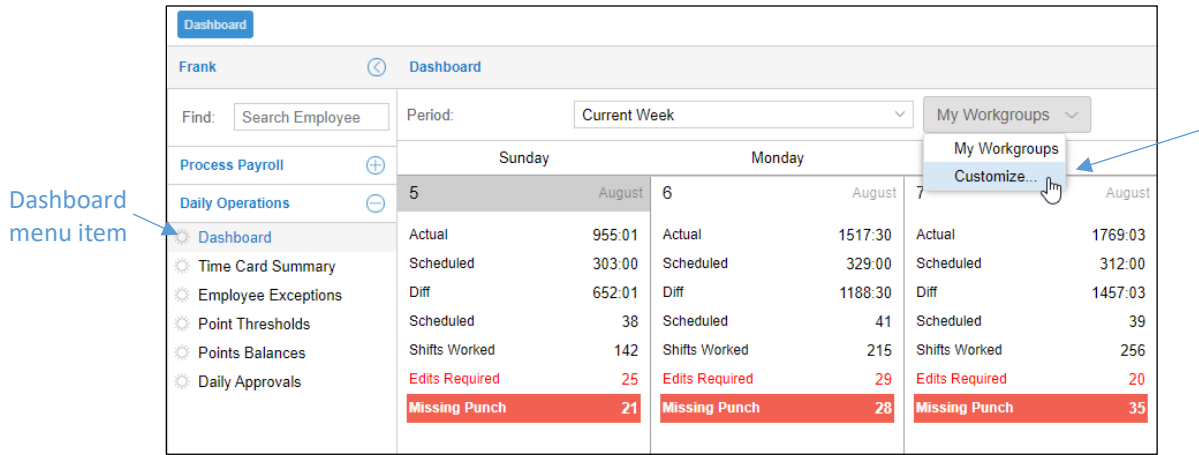 Dashboard
Frank
Dashboard
Find: Search Employee
Period: Current Week My Workgroups
My Workgroups
Customize...
Process Payroll
Daily Operations
Dashboard menu item
Dashboard
Time Card Summary
Employee Exceptions
Point Thresholds
Points Balances
Daily Approvals
Sunday Monday
5 August 6 August 7 August
Actual 955:01 Actual 1517:30 Actual 1769:03
Scheduled 303:00 Scheduled 329:00 Scheduled 312:00
Diff 652:01 Diff 1188:30 Diff 1457:03
Scheduled 38 Scheduled 41 Scheduled 39
Shifts Worked 142 Shifts Worked 215 Shifts Worked 256
Edits Required 25 Edits Required 29 Edits Required 20
Missing Punch 21 Missing Punch 28 Missing Punch 35